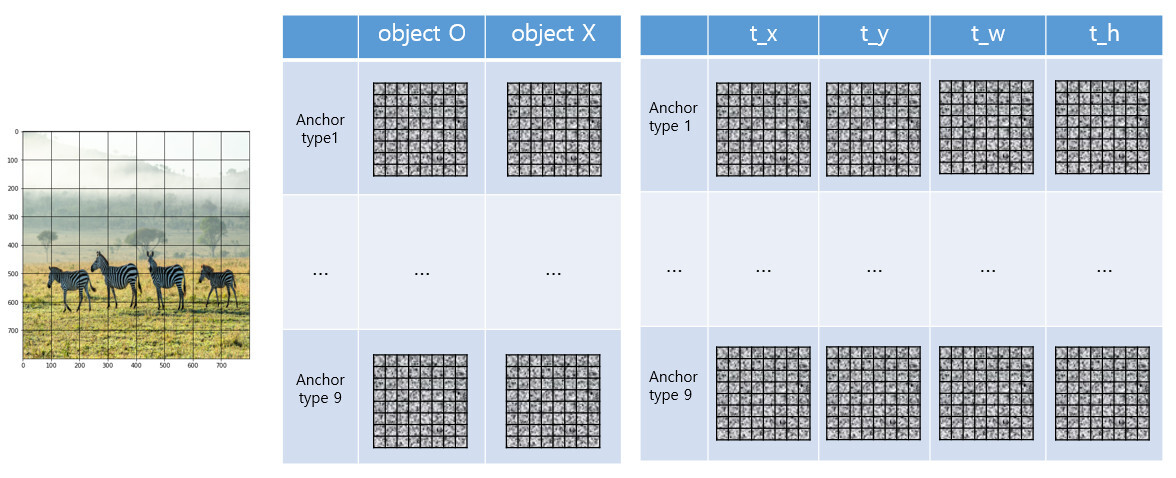 0
100
200
300
400
500
600
700
0 100 200 300 400 500 600 700
object O object X
Anchor
type1
... ... ...
Anchor
type 9
t_x t_y t_w t_h
Anchor
type 1
... ... ... ... ...
Anchor
type 9